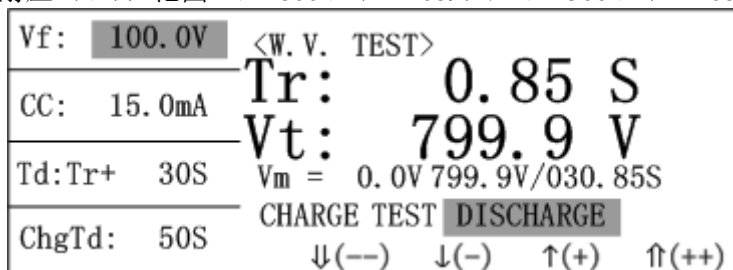 Vf: 100.0V
CC: 15.0mA
Td:Tr+ 30S
ChgTd: 50S
<W.V. TEST>
Tr: 0.85 S
Vt: 799.9 V
Vm = 0.0V 799.9V/030.85S
CHARGE TEST DISCHARGE
⇓(--) ↓(-) ↑(+) ⇑(++)